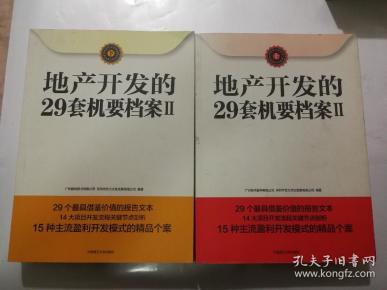 地产开发的
29套机要档案II
29个最具借鉴价值的报告文本
14大项目开发流程关键节点剖析
15种主流盈利开发模式的精品个案
地产开发的
29套机要档案II
29个最具借鉴价值的报告文本
14大项目开发流程关键节点剖析
15种主流盈利开发模式的精品个案
孔夫子旧书网